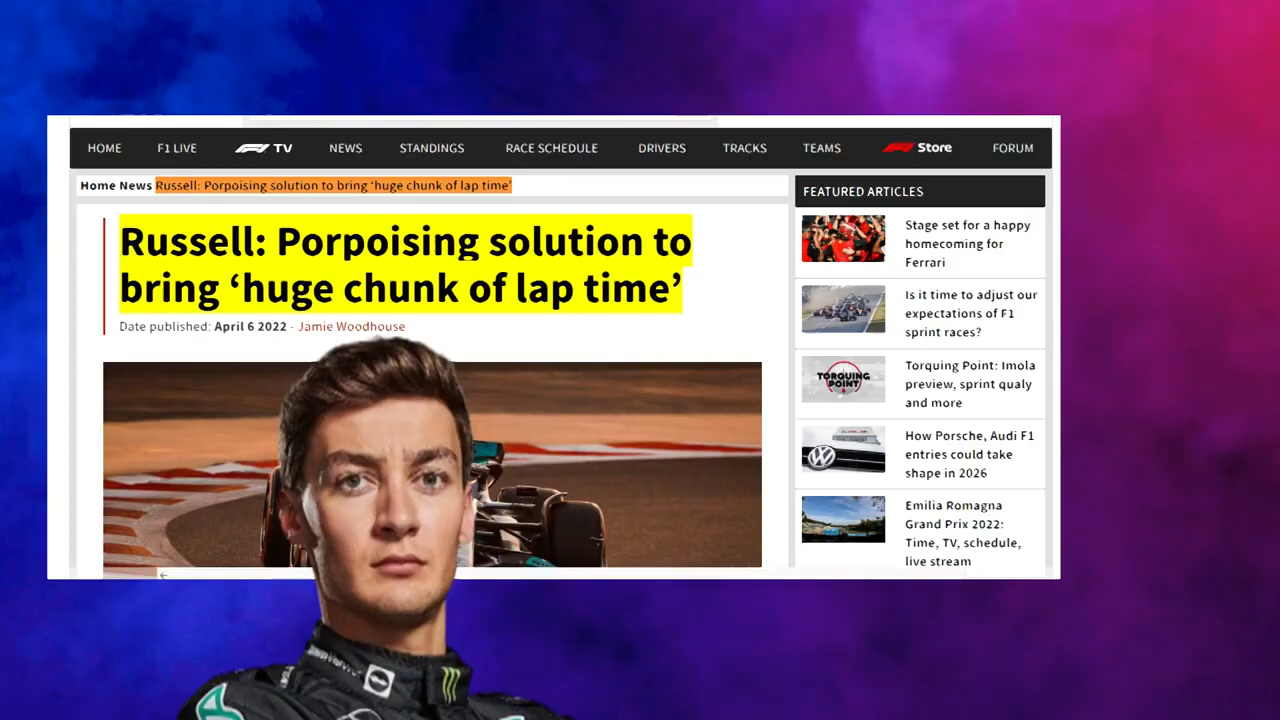 HOME F1 LIVE F1 TV NEWS STANDINGS RACE SCHEDULE DRIVERS TRACKS TEAMS F1 Store FORUM
Home News Russell: Porpoising solution to bring ‘huge chunk of lap time’
Russell: Porpoising solution to
bring ‘huge chunk of lap time’
Date published: April 6 2022 - Jamie Woodhouse
FEATURED ARTICLES
Stage set for a happy
homecoming for
Ferrari
Is it time to adjust our
expectations of F1
sprint races?
TORQUING
POINT
Torquing Point: Imola
preview, sprint qualy
and more
How Porsche, Audi F1
entries could take
shape in 2026
Emilia Romagna
Grand Prix 2022:
Time, TV, schedule,
live stream